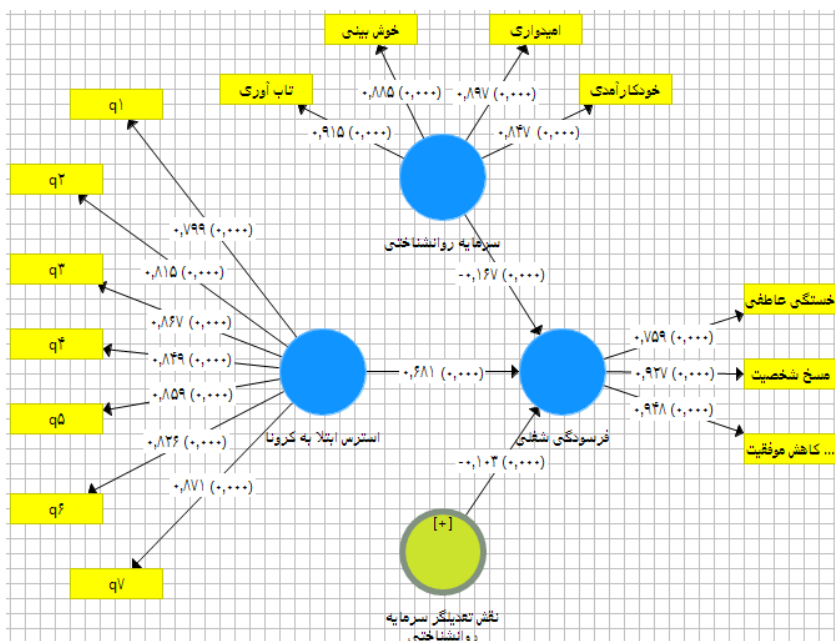 خوش بینی
امیدواری
تاب آوری
خودکارآمدی
۰,۸۸۵ (۰,۰۰۰)
۰,۸۹۷ (۰,۰۰۰)
۰,۹۱۵ (۰,۰۰۰)
۰,۸۴۷ (۰,۰۰۰)
سرمایه روانشناختی
q۱
q۲
q۳
q۴
q۵
q۶
q۷
۰,۷۹۹ (۰,۰۰۰)
۰,۸۱۵ (۰,۰۰۰)
۰,۸۶۷ (۰,۰۰۰)
۰,۸۴۹ (۰,۰۰۰)
۰,۸۵۹ (۰,۰۰۰)
۰,۸۲۶ (۰,۰۰۰)
۰,۸۷۱ (۰,۰۰۰)
استرس ابتلا به کرونا
-۰,۱۶۷ (۰,۰۰۰)
۰,۶۸۱ (۰,۰۰۰)
-۰,۱۰۳ (۰,۰۰۰)
فرسودگی شغلی
خستگی عاطفی
مسخ شخصیت
کاهش موفقیت ...
۰,۷۵۹ (۰,۰۰۰)
۰,۹۲۷ (۰,۰۰۰)
۰,۹۴۸ (۰,۰۰۰)
[+]
نقش تعدیلگر سرمایه
روانشناختی